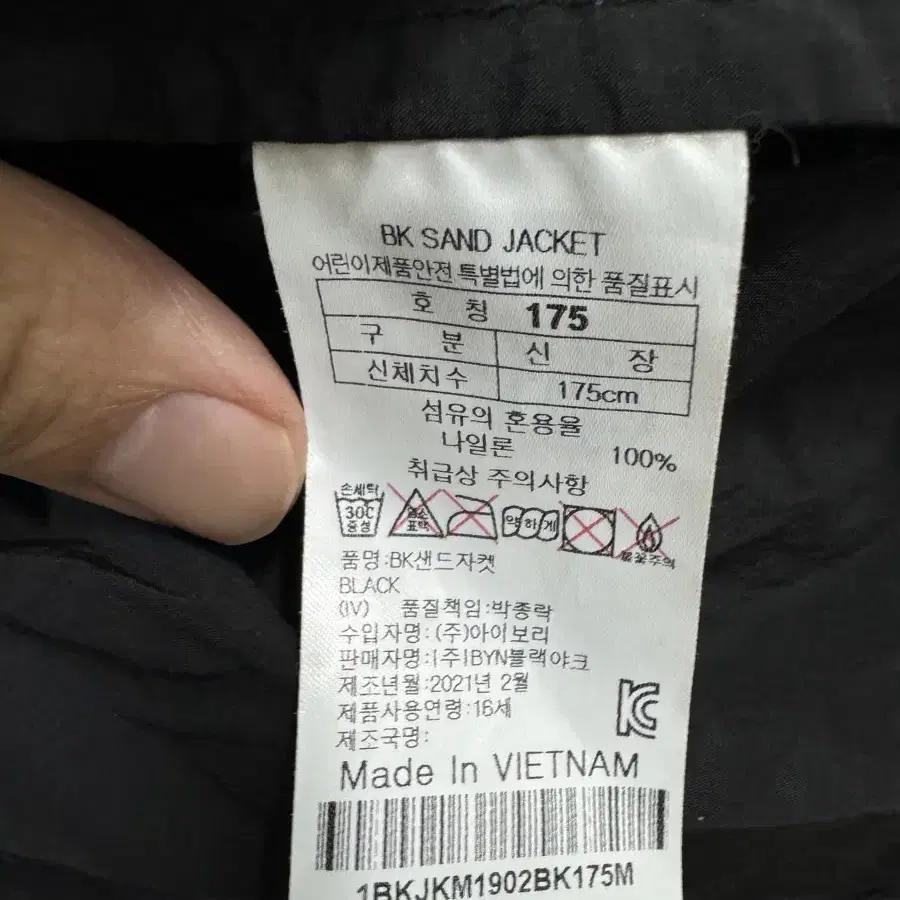 BK SAND JACKET
어린이제품안전 특별법에 의한 품질표시
호 칭 175
구 분 신 장
신체치수 175cm
섬유의 혼용율
나일론 100%
취급상 주의사항
손세탁
30C 중성
염소 표백
약하게
불꽃주의
품명:BK샌드자켓
BLACK
(IV) 품질책임:박종락
수입자명:(주)아이보리
판매자명:(주)BYN블랙야크
제조년월:2021년 2월
제품사용연령:16세
제조국명:
Made In VIETNAM
1BKJKM1902BK175M